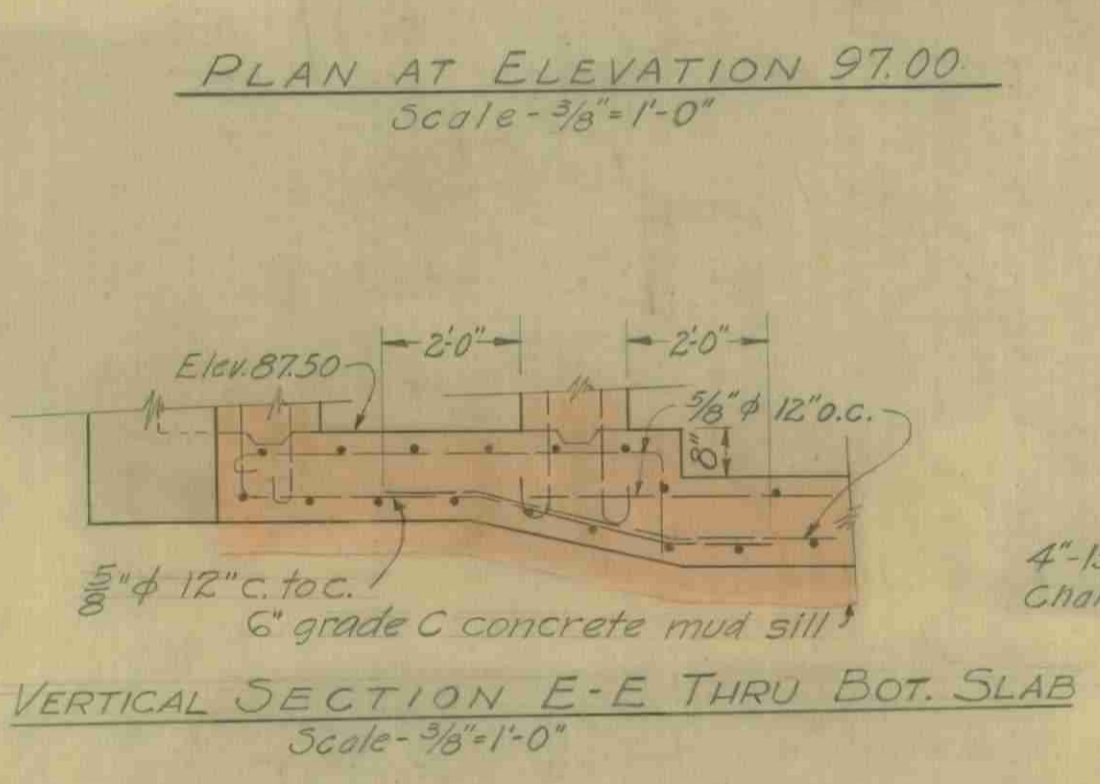 PLAN AT ELEVATION 97.00
Scale - 3/8" = 1'-0"
2'-0"
2'-0"
Elev. 87.50
5/8" ϕ 12" o.c.
8"
5/8" ϕ 12" c. to c.
4"-1
6" grade C concrete mud sill
VERTICAL SECTION E-E THRU BOT. SLAB
Scale - 3/8" = 1'-0"